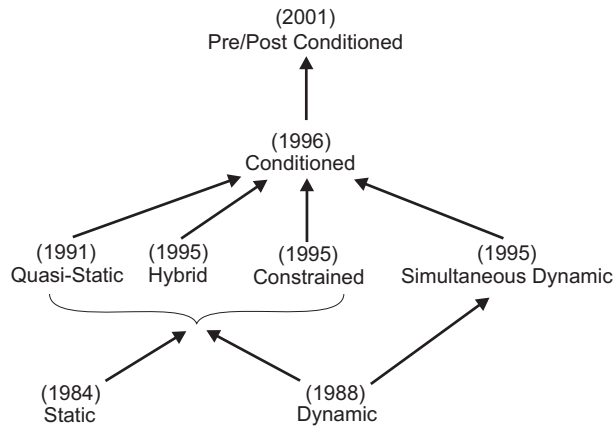 (2001)
Pre/Post Conditioned
(1996)
Conditioned
(1991)
Quasi-Static
(1995)
Hybrid
(1995)
Constrained
(1995)
Simultaneous Dynamic
(1984)
Static
(1988)
Dynamic